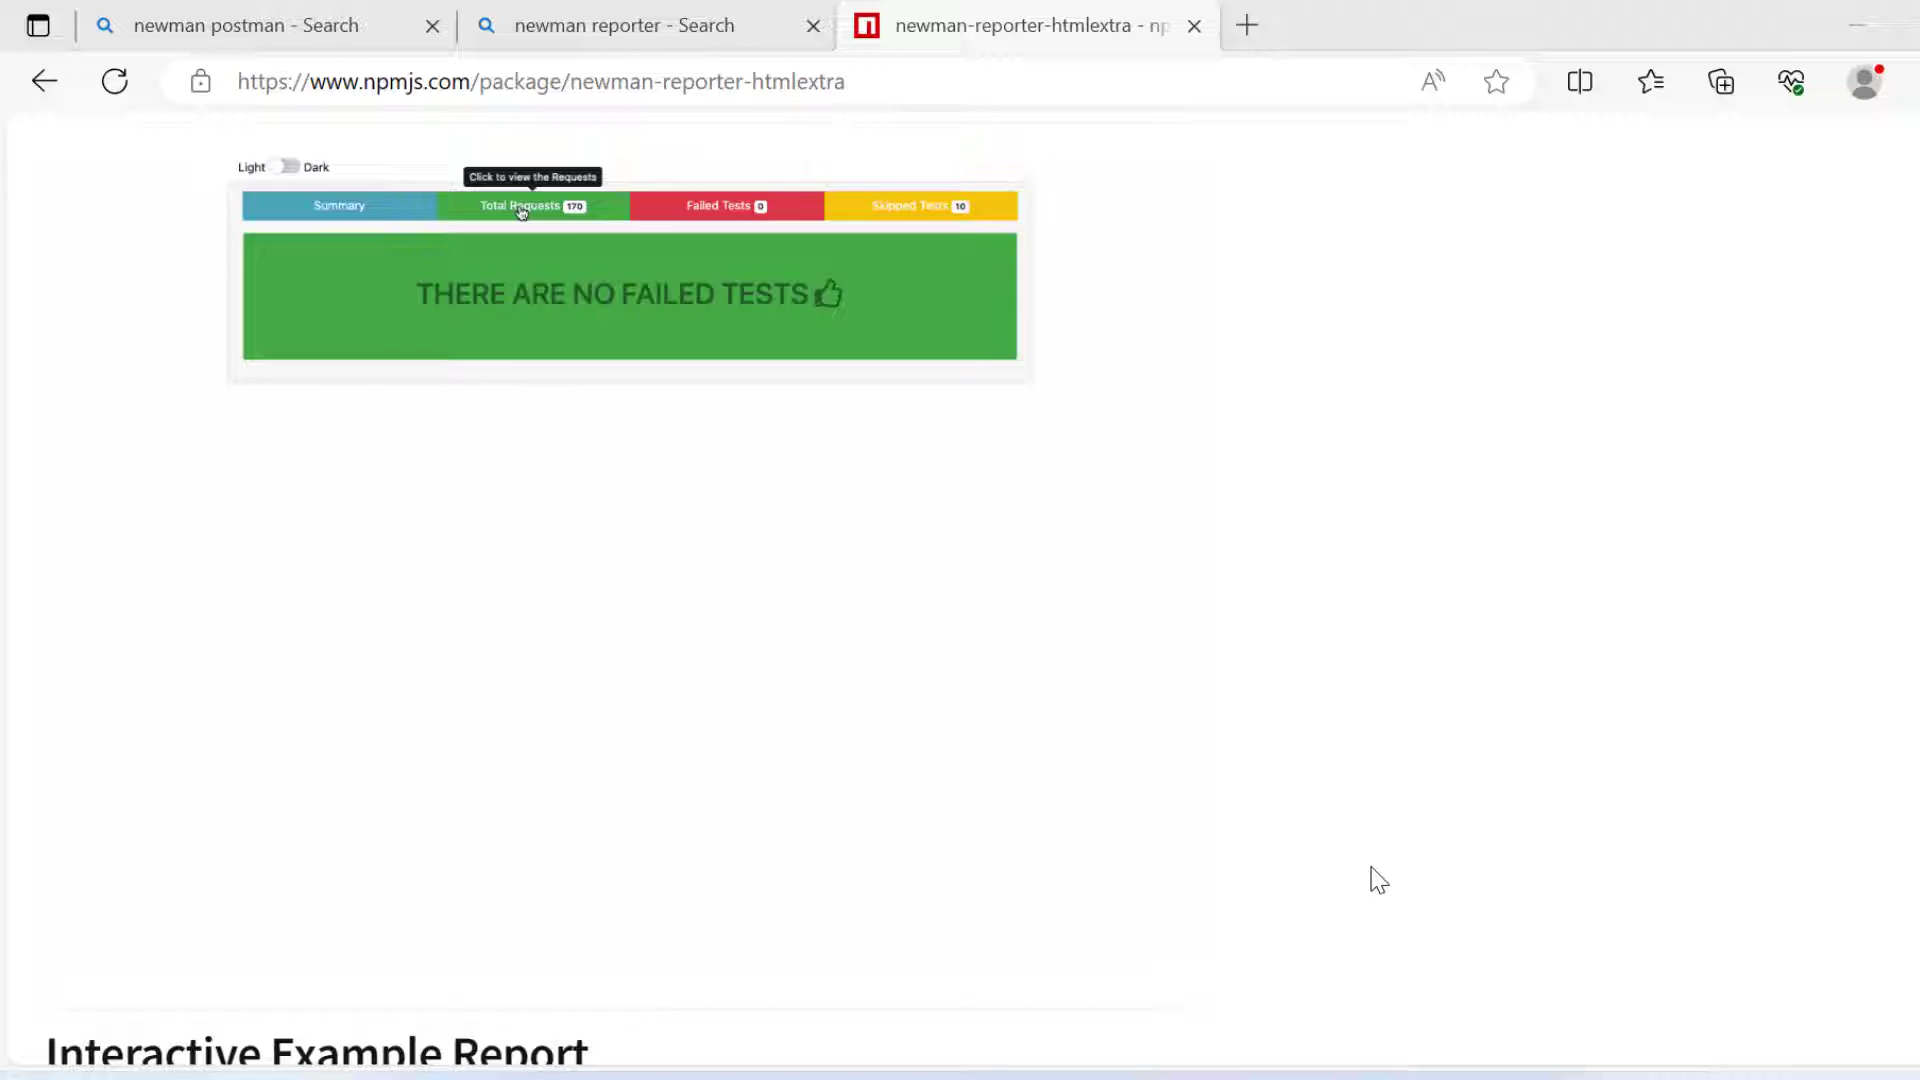 newman postman - Search
newman reporter - Search
newman-reporter-htmlextra - np
https://www.npmjs.com/package/newman-reporter-htmlextra
Light Dark
Click to view the Requests
Summary
Total Requests 170
Failed Tests 0
Skipped Tests 10
THERE ARE NO FAILED TESTS
Interactive Example Report